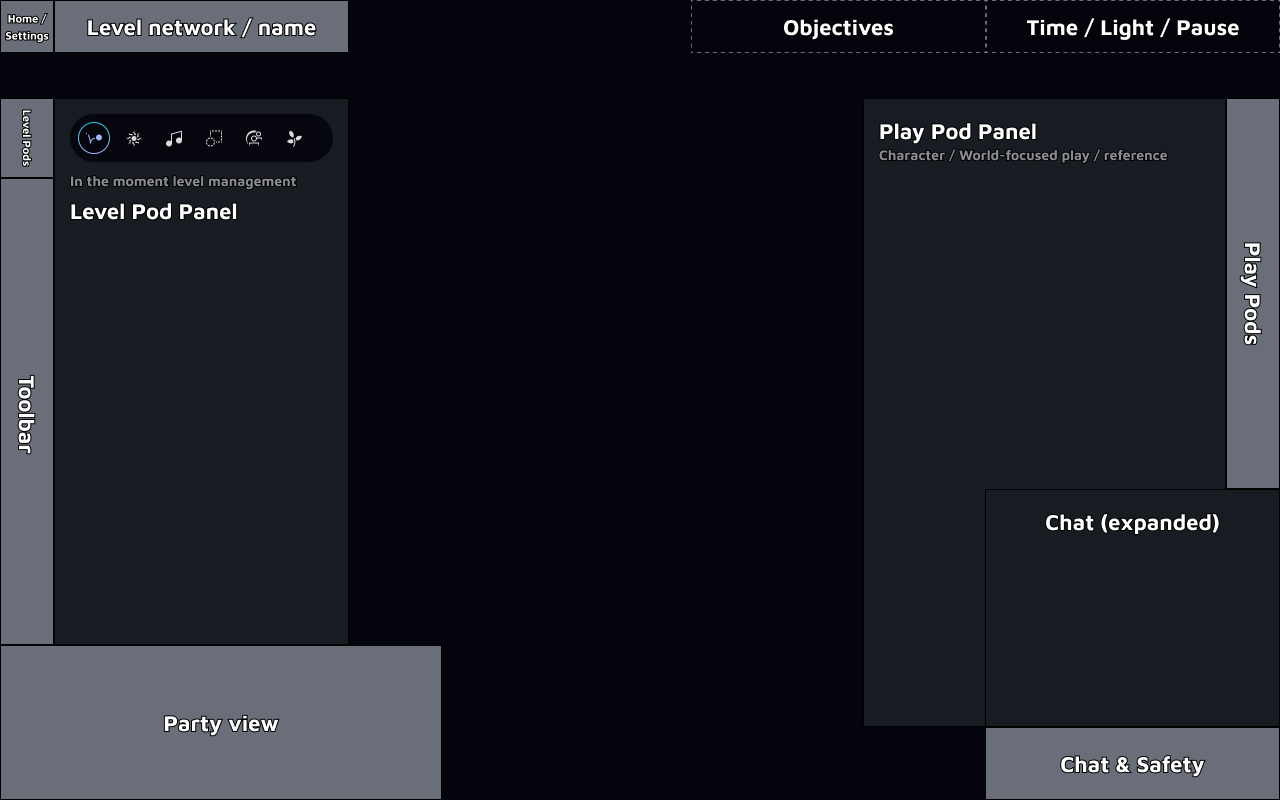 Home /
Settings
Level network / name
Objectives
Time / Light / Pause
Level Pods
In the moment level management
Level Pod Panel
Toolbar
Play Pod Panel
Character / World-focused play / reference
Play Pods
Chat (expanded)
Party view
Chat & Safety